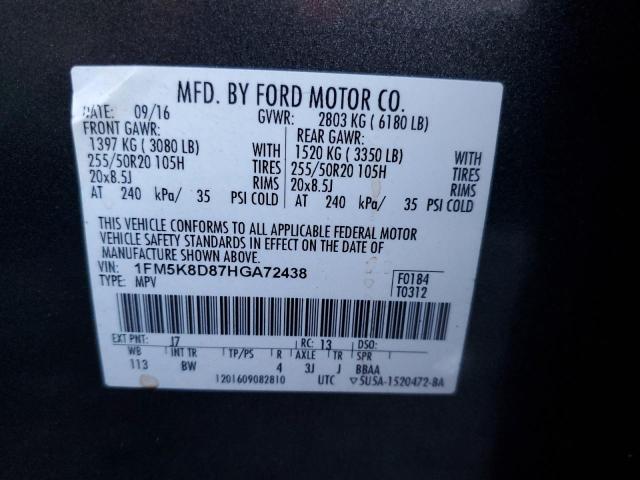 MFD. BY FORD MOTOR CO.
DATE: 09/16 GVWR: 2803 KG ( 6180 LB)
FRONT GAWR: REAR GAWR:
1397 KG ( 3080 LB) WITH 1520 KG ( 3350 LB) WITH
255/50R20 105H TIRES 255/50R20 105H TIRES
20x8.5J RIMS 20x8.5J RIMS
AT 240 kPa/ 35 PSI COLD AT 240 kPa/ 35 PSI COLD
THIS VEHICLE CONFORMS TO ALL APPLICABLE FEDERAL MOTOR
VEHICLE SAFETY STANDARDS IN EFFECT ON THE DATE OF
MANUFACTURE SHOWN ABOVE.
VIN: 1FM5K8D87HGA72438 F0184
TYPE: MPV T0312
EXT PNT: J7 RC: 13 DSO:
WB INT TR TP/PS R AXLE TR SPR
113 BW 4 3J J BBAA
1201609082810 UTC ▽5U5A-1520472-BA